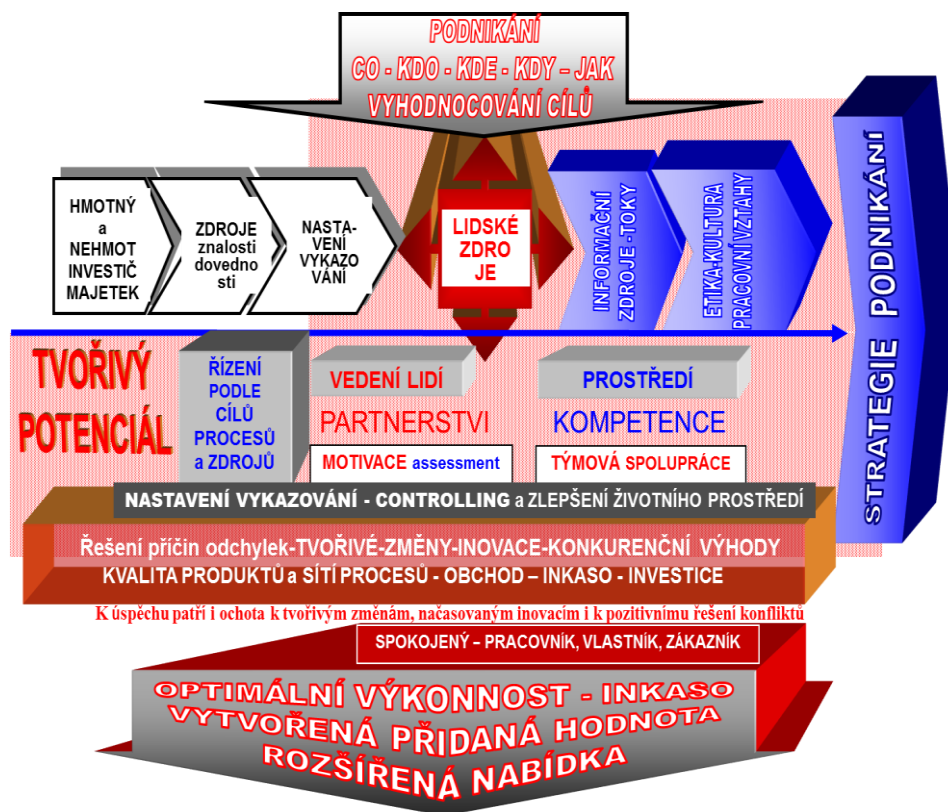 PODNIKÁNÍ
CO - KDO - KDE - KDY – JAK
VYHODNOCOVÁNÍ CÍLŮ
HMOTNÝ
a
NEHMOT
INVESTIČ
MAJETEK
ZDROJE
znalosti
dovedno
sti
NASTA-
VENÍ
VYKAZO
VÁNÍ
LIDSKÉ
ZDRO
JE
INFORMAČNÍ
ZDROJE -TOKY
ETIKA-KULTURA
PRACOVNÍ VZTAHY
STRATEGIE PODNIKÁNÍ
TVOŘIVÝ
POTENCIÁL
ŘÍZENÍ
PODLE
CÍLŮ
PROCESŮ
a ZDROJŮ
VEDENÍ LIDÍ
PARTNERSTVI
MOTIVACE assessment
PROSTŘEDÍ
KOMPETENCE
TÝMOVÁ SPOLUPRÁCE
NASTAVENÍ VYKAZOVÁNÍ - CONTROLLING a ZLEPŠENÍ ŽIVOTNÍHO PROSTŘEDÍ
Řešení příčin odchylek-TVOŘIVÉ-ZMĚNY-INOVACE-KONKURENČNÍ VÝHODY
KVALITA PRODUKTŮ a SÍTÍ PROCESŮ - OBCHOD – INKASO - INVESTICE
K úspěchu patří i ochota k tvořivým změnám, načasovaným inovacím i k pozitivnímu řešení konfliktů
SPOKOJENÝ – PRACOVNÍK, VLASTNÍK, ZÁKAZNÍK
OPTIMÁLNÍ VÝKONNOST - INKASO
VYTVOŘENÁ PŘIDANÁ HODNOTA
ROZŠÍŘENÁ NABÍDKA